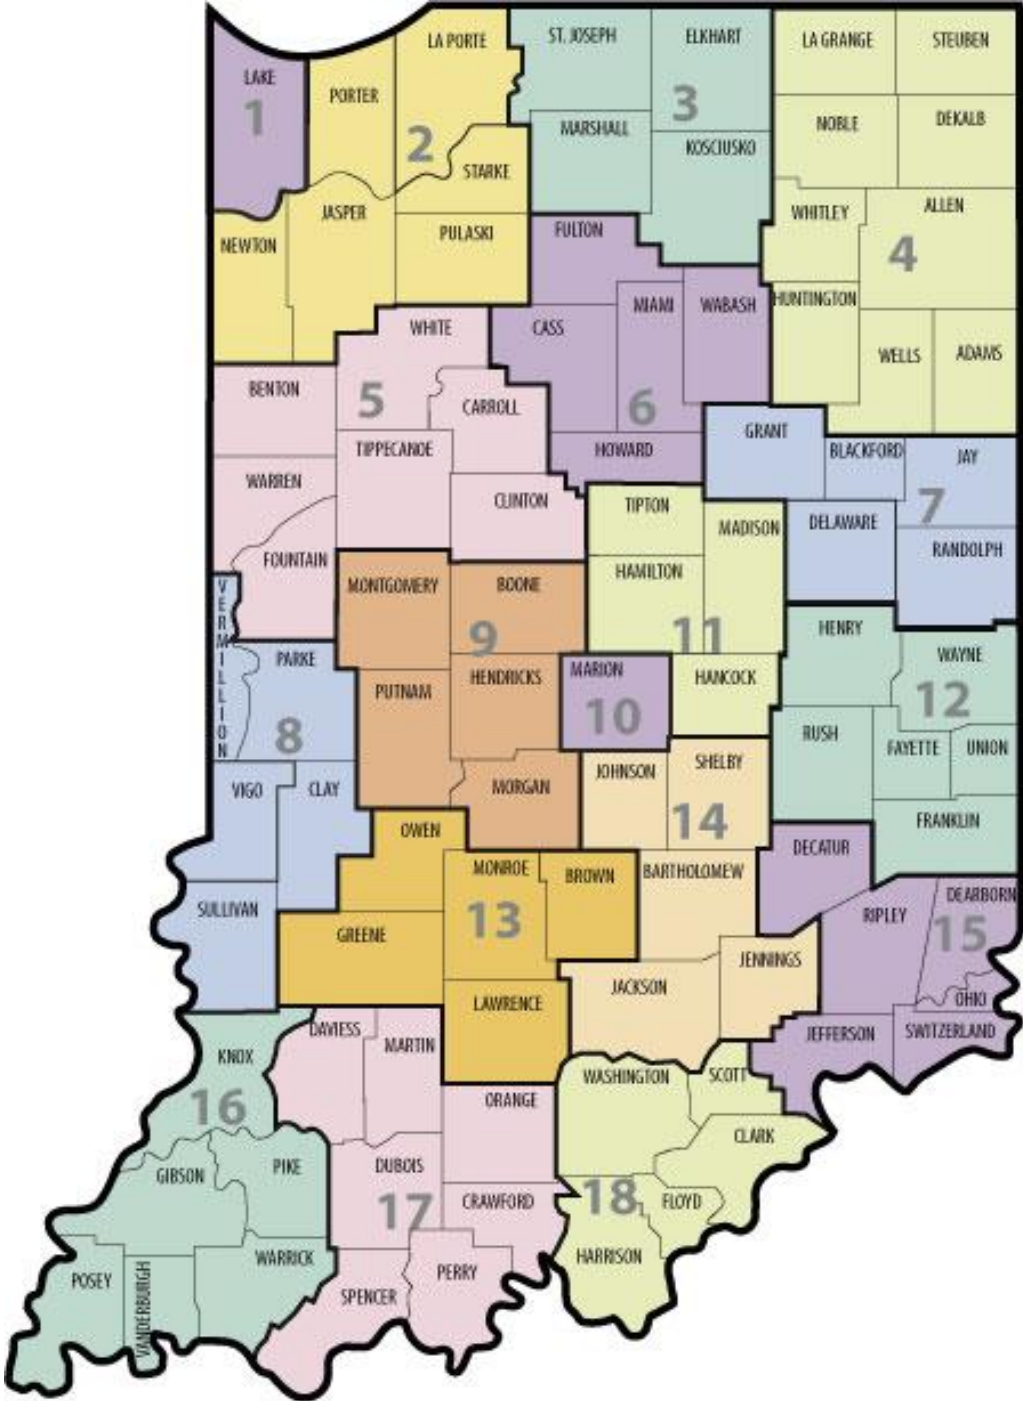 LA PORTE
ST. JOSEPH
ELKHART
LA GRANGE
STEUBEN
LAKE
1
PORTER
2
3
MARSHALL
KOSCIUSKO
NOBLE
DEKALB
STARKE
JASPER
NEWTON
PULASKI
FULTON
WHITLEY
ALLEN
4
HUNTINGTON
MIAMI
WABASH
WHITE
CASS
WELLS
ADAMS
BENTON
5
CARROLL
6
GRANT
TIPPECANOE
HOWARD
BLACKFORD
JAY
WARREN
CLINTON
TIPTON
7
MADISON
DELAWARE
RANDOLPH
FOUNTAIN
HAMILTON
VERMILLION
MONTGOMERY
BOONE
9
11
HENRY
PARKE
MARION
HANCOCK
WAYNE
PUTNAM
HENDRICKS
10
12
8
RUSH
FAYETTE
UNION
VIGO
CLAY
MORGAN
JOHNSON
SHELBY
14
FRANKLIN
OWEN
DECATUR
MONROE
BROWN
BARTHOLOMEW
DEARBORN
SULLIVAN
13
RIPLEY
15
GREENE
JENNINGS
JACKSON
LAWRENCE
OHIO
DAVIESS
MARTIN
JEFFERSON
SWITZERLAND
KNOX
WASHINGTON
SCOTT
16
ORANGE
CLARK
GIBSON
PIKE
DUBOIS
17
CRAWFORD
18
FLOYD
WARRICK
HARRISON
POSEY
VANDERBURGH
PERRY
SPENCER